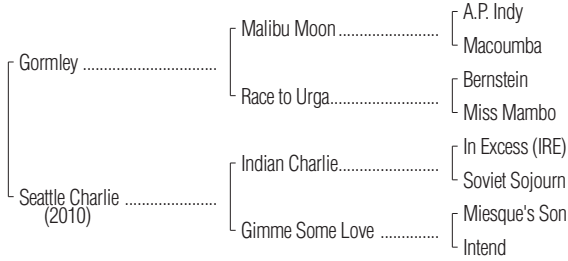 A.P. Indy
Malibu Moon
Macoumba
Gormley
Bernstein
Race to Urga
Miss Mambo
In Excess (IRE)
Indian Charlie
Soviet Sojourn
Seattle Charlie
(2010)
Miesque's Son
Gimme Some Love
Intend